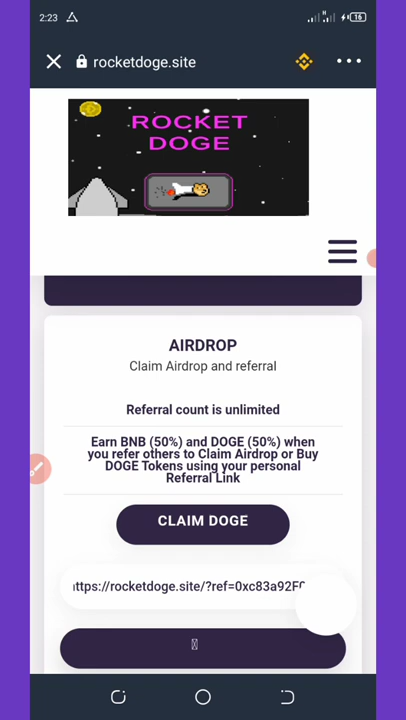 2:23
16
rocketdoge.site
ROCKET
DOGE
AIRDROP
Claim Airdrop and referral
Referral count is unlimited
Earn BNB (50%) and DOGE (50%) when
you refer others to Claim Airdrop or Buy
DOGE Tokens using your personal
Referral Link
CLAIM DOGE
ttps://rocketdoge.site/?ref=0xc83a92F0